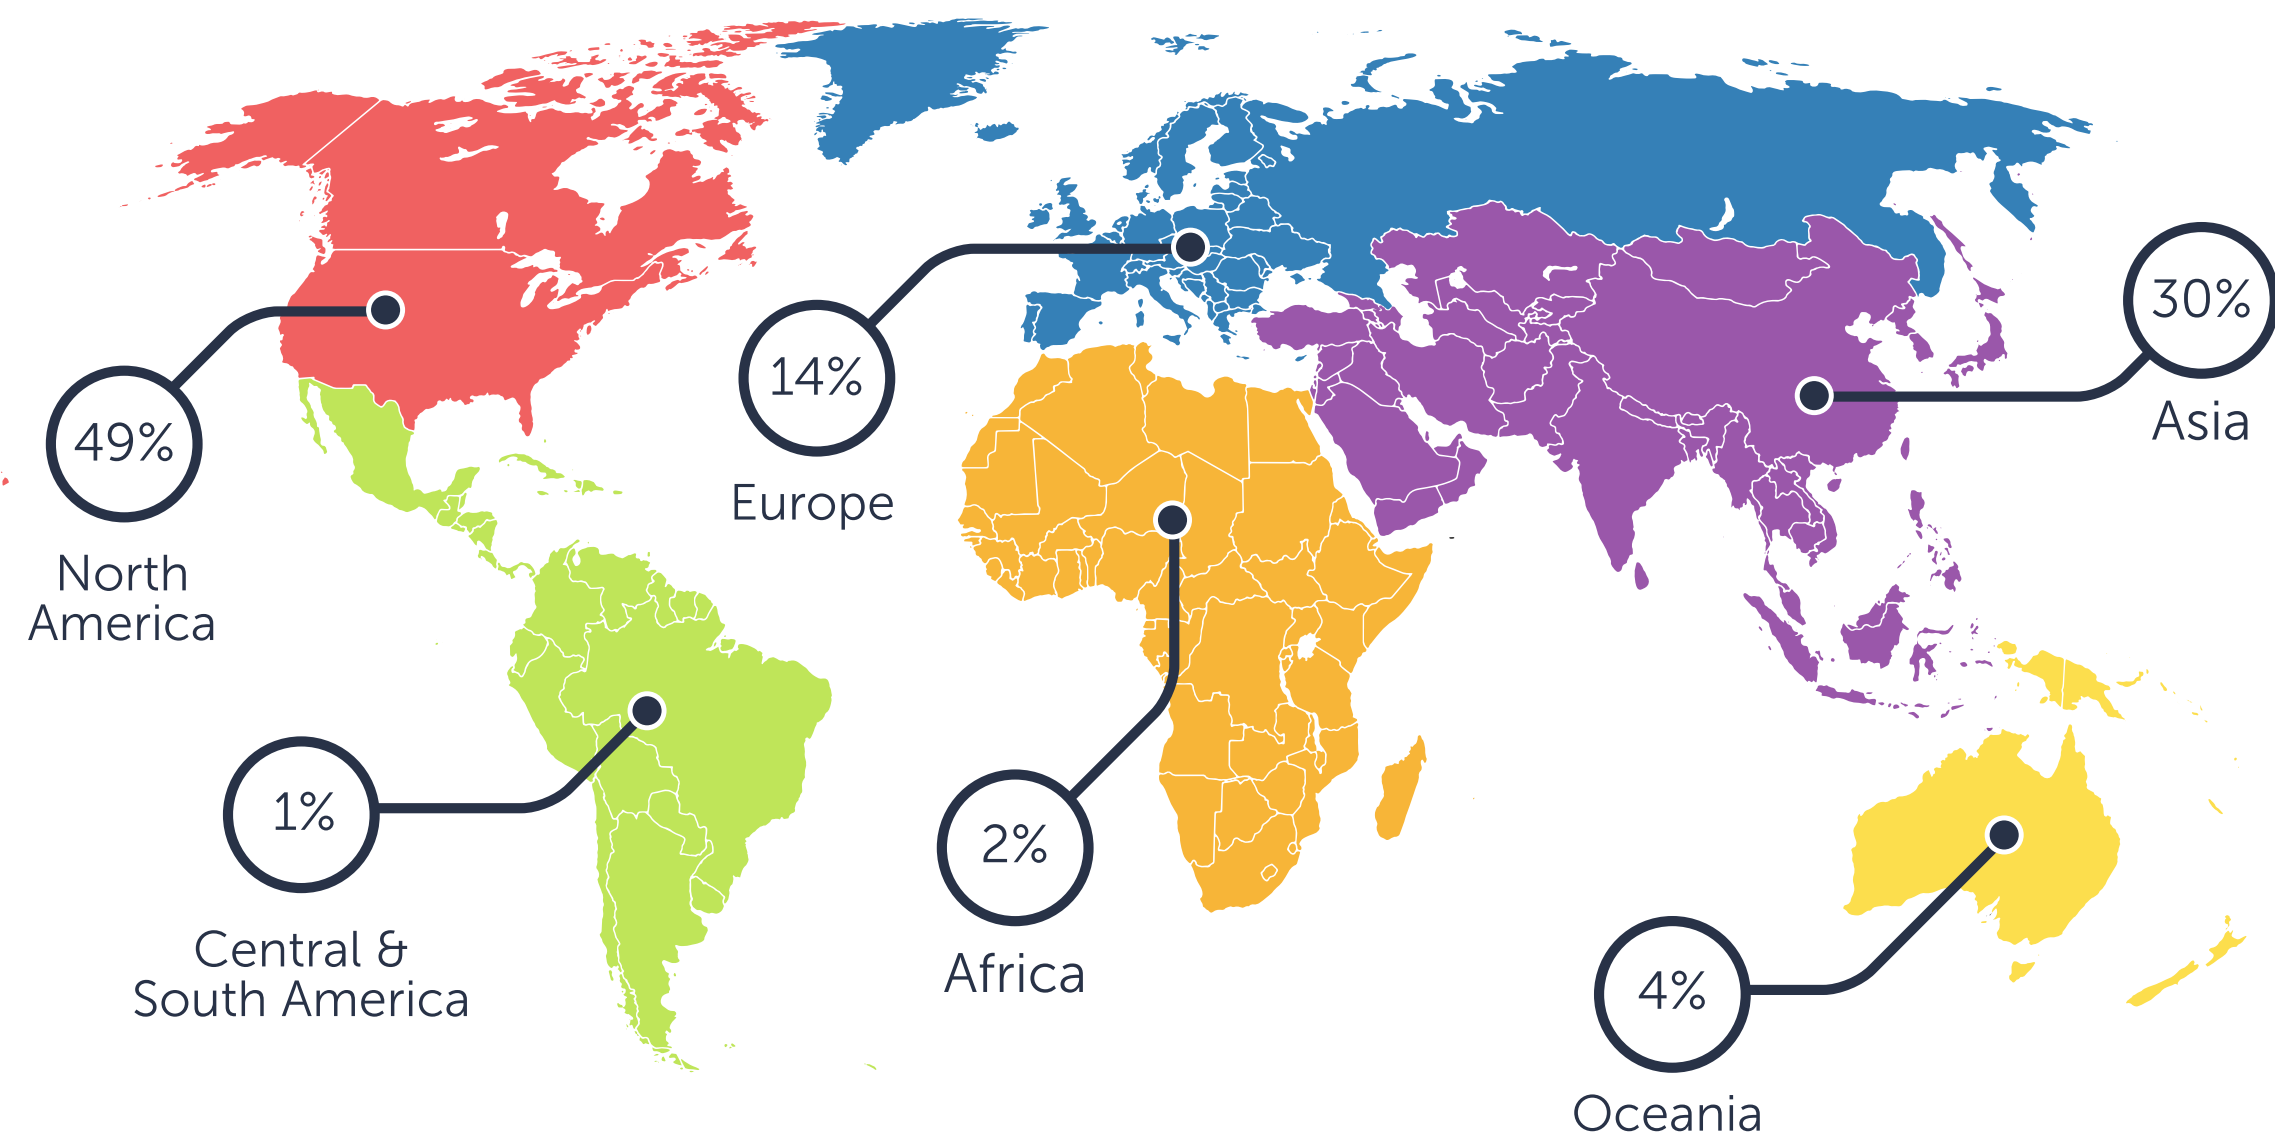 49%
North
America
14%
Europe
30%
Asia
1%
Central &
South America
2%
Africa
4%
Oceania